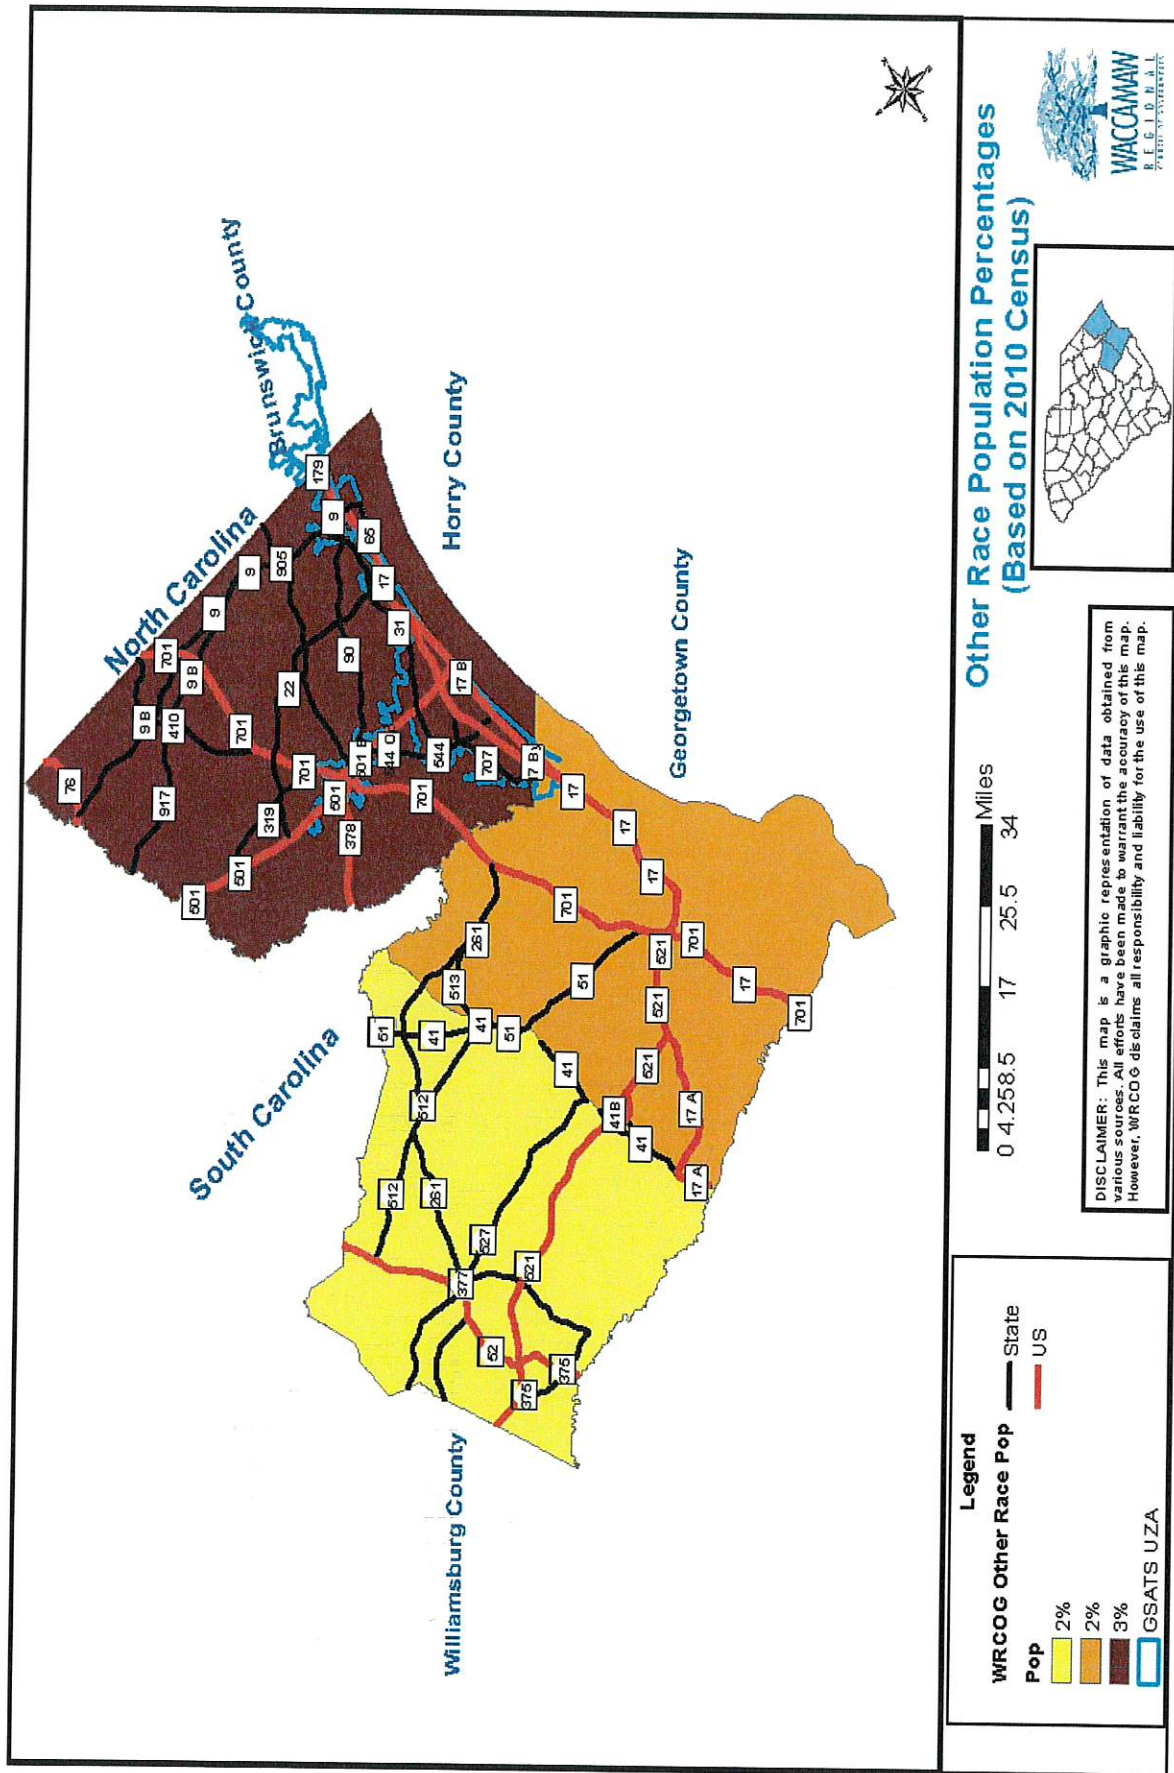 North Carolina
Brunswick County
Horry County
South Carolina
Georgetown County
Williamsburg County
76
9 B
701
9
9
905
179
9
917
410
9 B
701
22
90
65
17
31
501
501
319
701
501
378
544
17 B
707
701
17
17
17
701
261
513
51
41
41
51
51
521
701
17
701
521
521
41
41B
41
17 A
17 A
512
512
261
527
377
521
52
375
375
Legend
WRCOG Other Race Pop
Pop
2%
2%
3%
GSATS UZA
State
US
0 4.25 8.5 17 25.5 34
Miles
DISCLAIMER: This map is a graphic representation of data obtained from
various sources. All efforts have been made to warrant the accuracy of this map.
However, WRCOG disclaims all responsibility and liability for the use of this map.
Other Race Population Percentages
(Based on 2010 Census)
WACCAMAW
REGIONAL